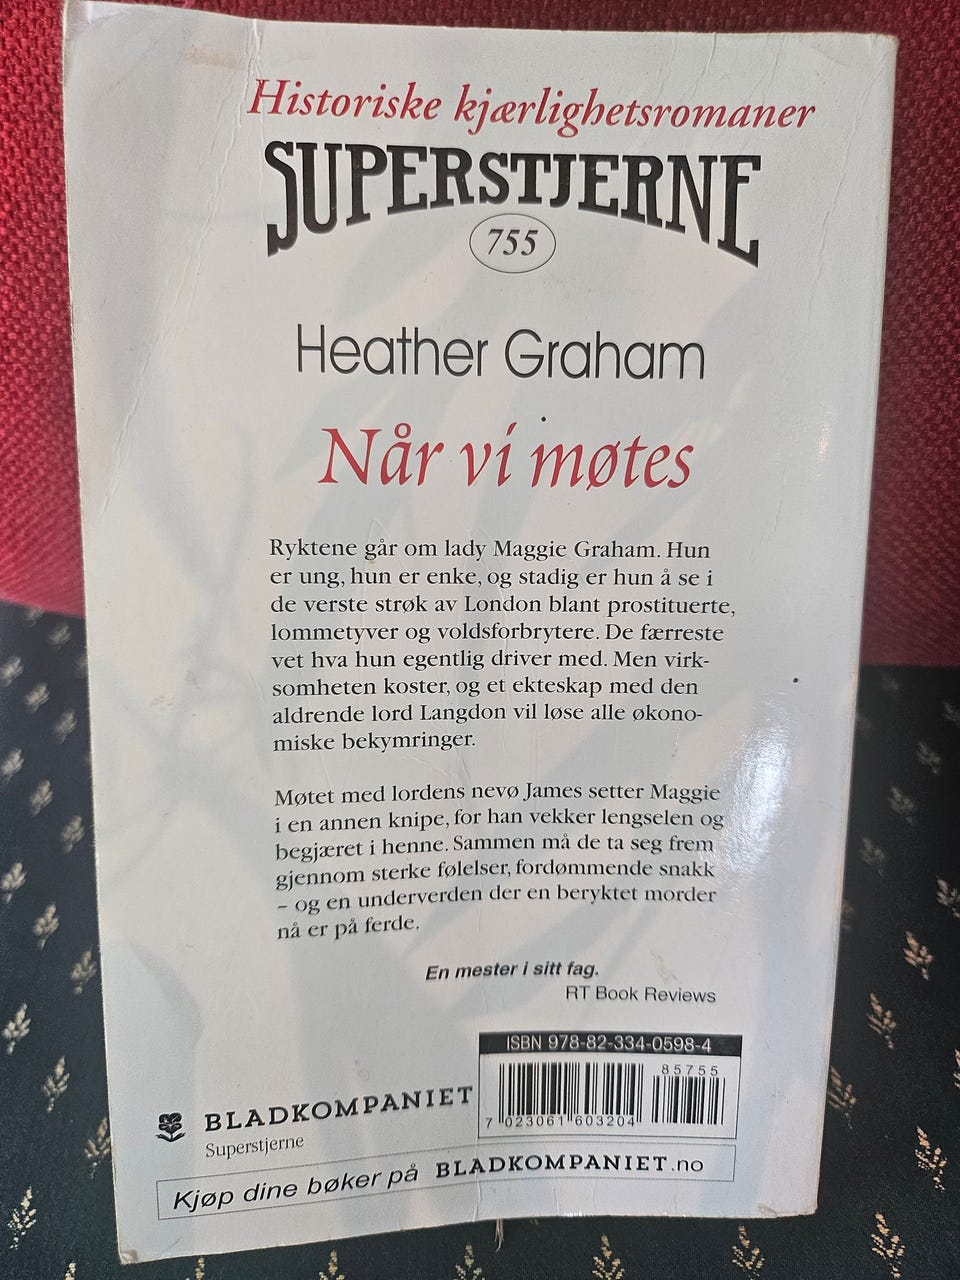 Historiske kjærlighetsromaner
SUPERSTJERNE
755
Heather Graham
Når vi møtes
Ryktene går om lady Maggie Graham. Hun
er ung, hun er enke, og stadig er hun å se i
de verste strøk av London blant prostituerte,
lommetyver og voldsforbrytere. De færreste
vet hva hun egentlig driver med. Men virk-
somheten koster, og et ekteskap med den
aldrende lord Langdon vil løse alle økono-
miske bekymringer.
Møtet med lordens nevø James setter Maggie
i en annen knipe, for han vekker lengselen og
begjæret i henne. Sammen må de ta seg frem
gjennom sterke følelser, fordømmende snakk
– og en underverden der en beryktet morder
nå er på ferde.
En mester i sitt fag.
RT Book Reviews
ISBN 978-82-334-0598-4
85755
7 023061 603204
BLADKOMPANIET
Superstjerne
Kjøp dine bøker på BLADKOMPANIET.no